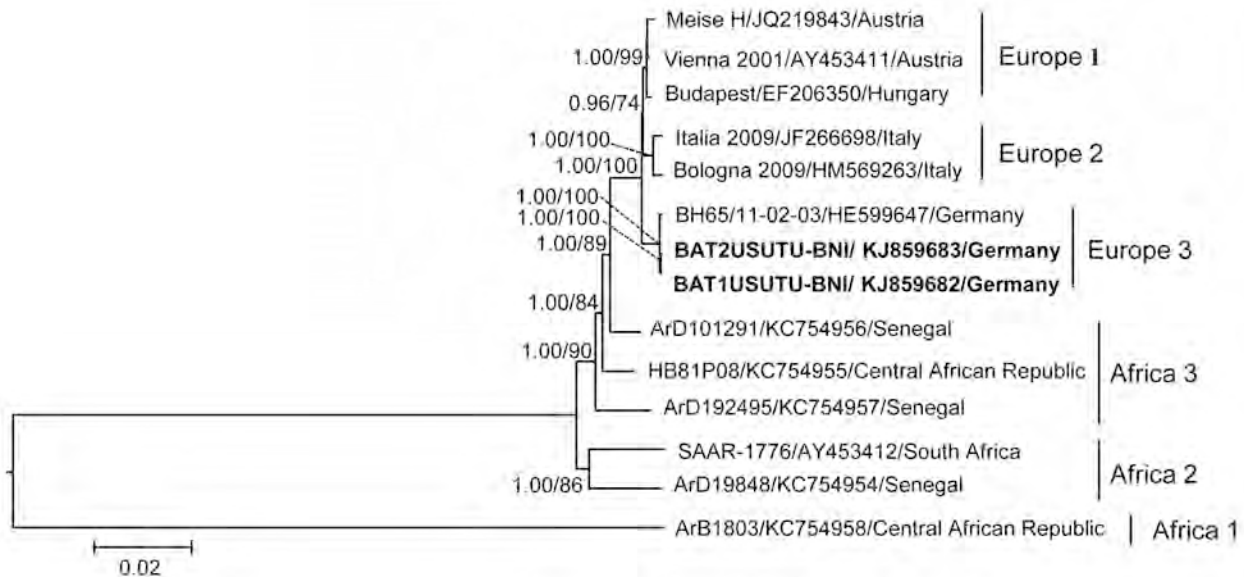 Meise H/JQ219843/Austria
1.00/99
Vienna 2001/AY453411/Austria
Europe 1
Budapest/EF206350/Hungary
0.96/74
Italia 2009/JF266698/Italy
1.00/100
Europe 2
1.00/100
Bologna 2009/HM569263/Italy
1.00/100
BH65/11-02-03/HE599647/Germany
1.00/100
1.00/89
BAT2USUTU-BNI/ KJ859683/Germany
Europe 3
BAT1USUTU-BNI/ KJ859682/Germany
1.00/84
ArD101291/KC754956/Senegal
1.00/90
HB81P08/KC754955/Central African Republic
Africa 3
ArD192495/KC754957/Senegal
SAAR-1776/AY453412/South Africa
Africa 2
1.00/86
ArD19848/KC754954/Senegal
ArB1803/KC754958/Central African Republic
Africa 1
0.02